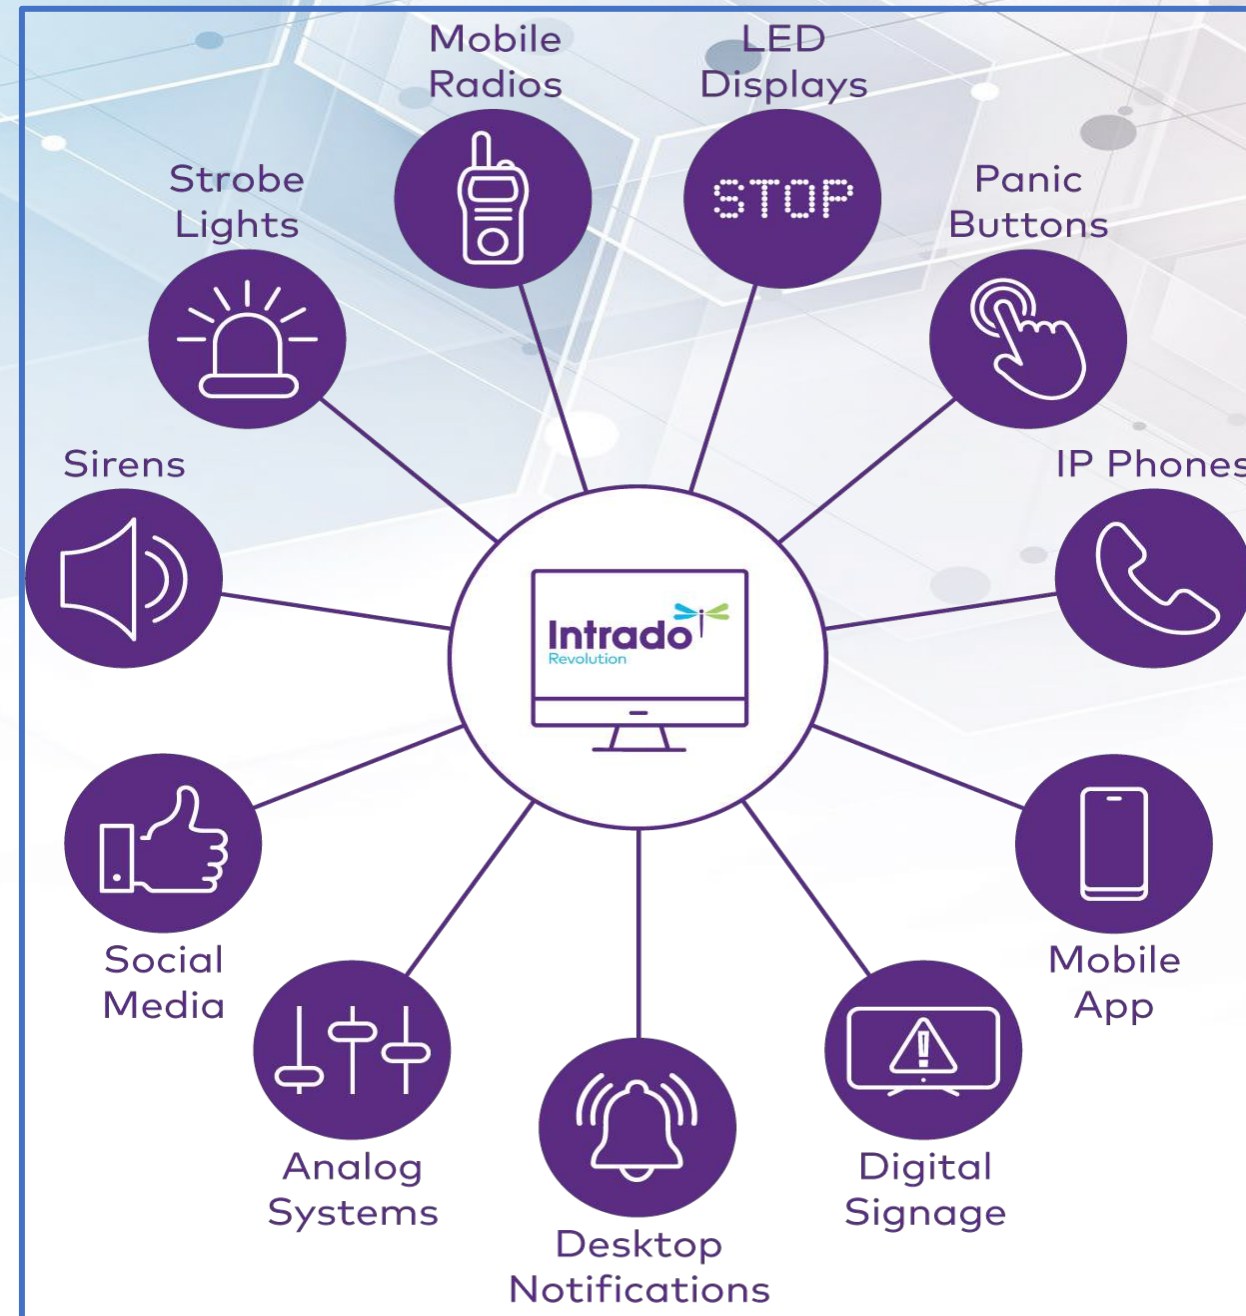 Mobile
Radios
LED
Displays
STOP
Strobe
Lights
Panic
Buttons
Sirens
IP Phones
Intrado
Revolution
Social
Media
Mobile
App
Analog
Systems
Digital
Signage
Desktop
Notifications